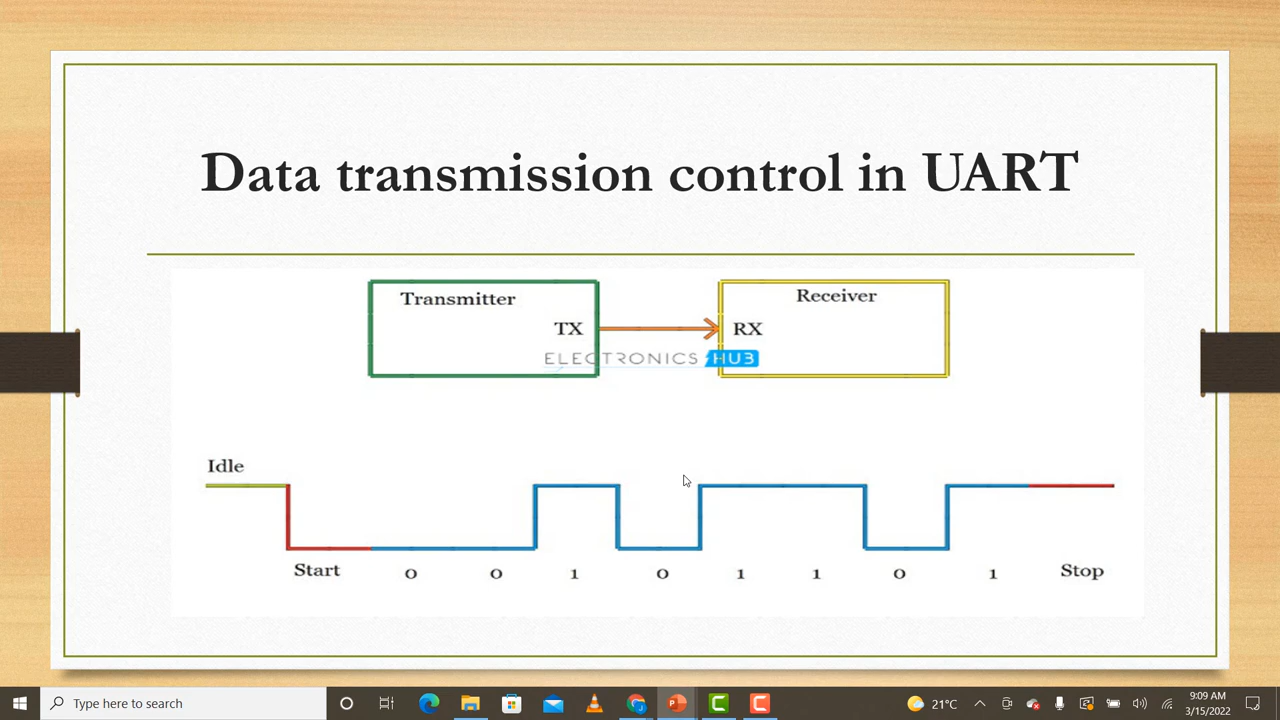 Data transmission control in UART
Transmitter
Receiver
TX
RX
ELECTRONICS HUB
Idle
Start 0 0 1 0 1 1 0 1 Stop
Type here to search
21°C
9:09 AM
3/15/2022